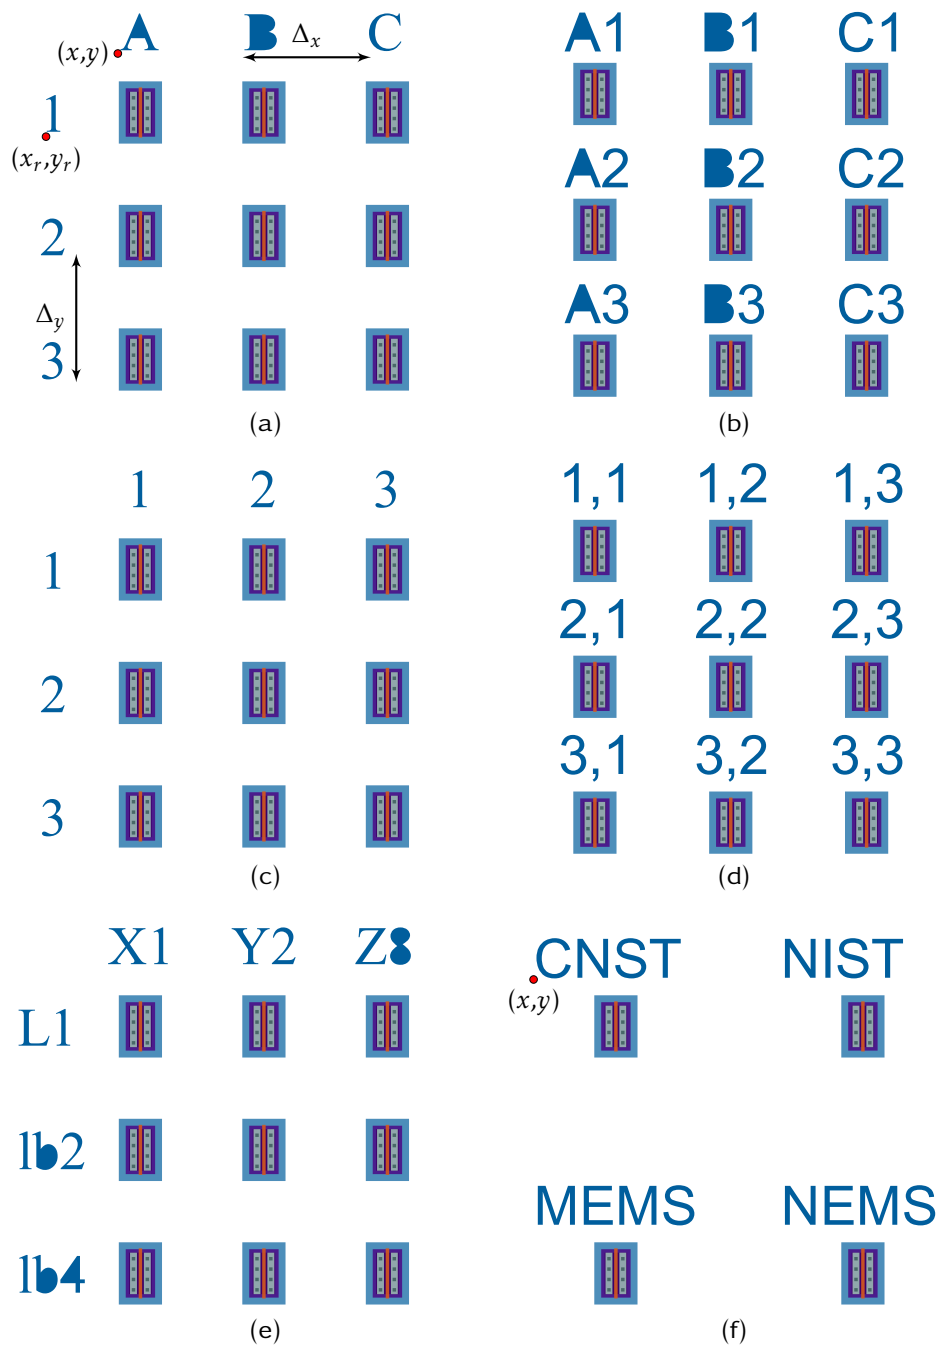 A B C
Δx
(x,y)
1
(xr,yr)
2
Δy
3
(a)
A1 B1 C1
A2 B2 C2
A3 B3 C3
(b)
1 2 3
1
2
3
(c)
1,1 1,2 1,3
2,1 2,2 2,3
3,1 3,2 3,3
(d)
X1 Y2 Z8
L1
lb2
lb4
(e)
CNST NIST
(x,y)
MEMS NEMS
(f)